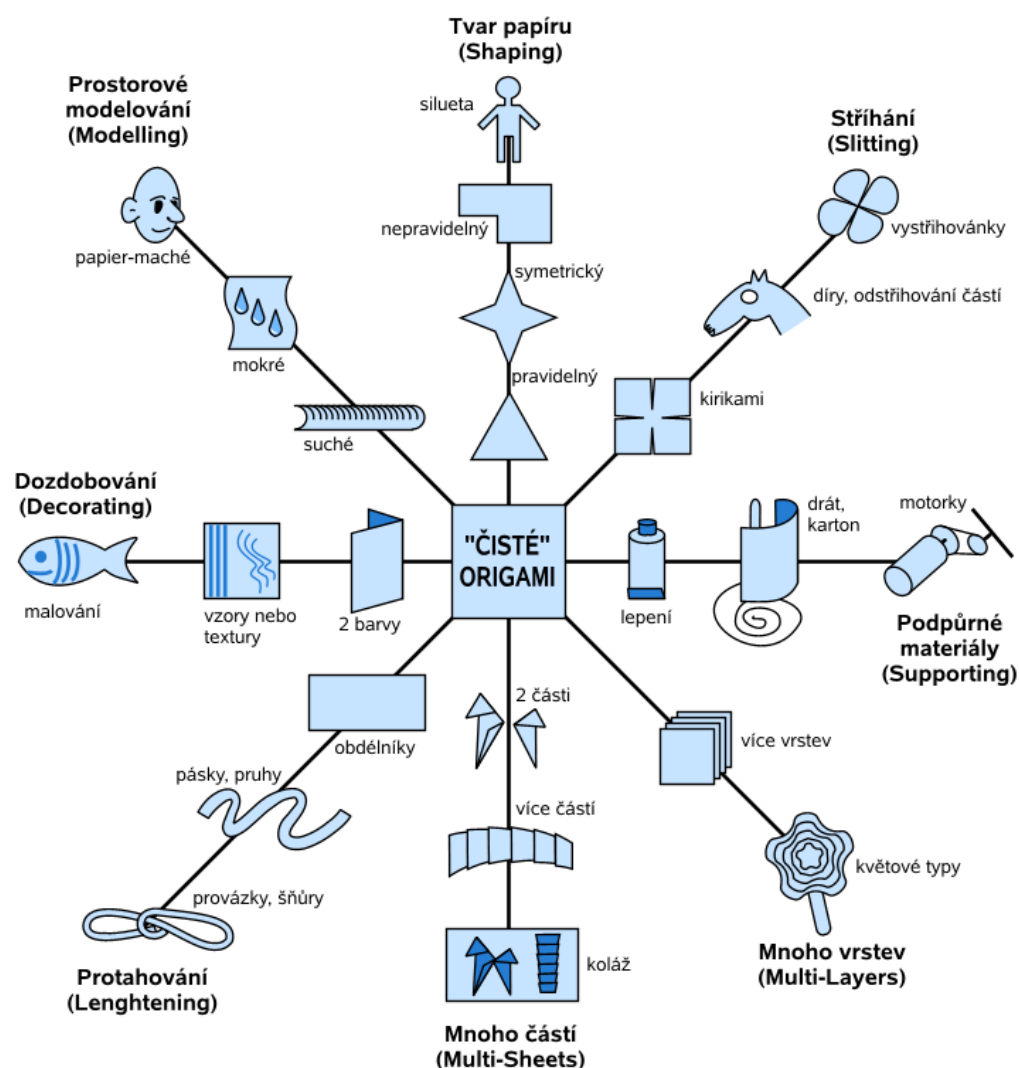 Tvar papíru
(Shaping)
silueta
nepravidelný
symetrický
pravidelný
Stříhání
(Slitting)
vystřihovánky
díry, odstřihování částí
kirikami
Prostorové
modelování
(Modelling)
papier-maché
mokré
suché
Dozdobování
(Decorating)
malování
vzory nebo
textury
2 barvy
"ČISTÉ"
ORIGAMI
lepení
drát,
karton
motorky
Podpůrné
materiály
(Supporting)
obdélníky
pásky, pruhy
provázky, šňůry
Protahování
(Lenghtening)
2 části
více částí
koláž
Mnoho částí
(Multi-Sheets)
více vrstev
květové typy
Mnoho vrstev
(Multi-Layers)